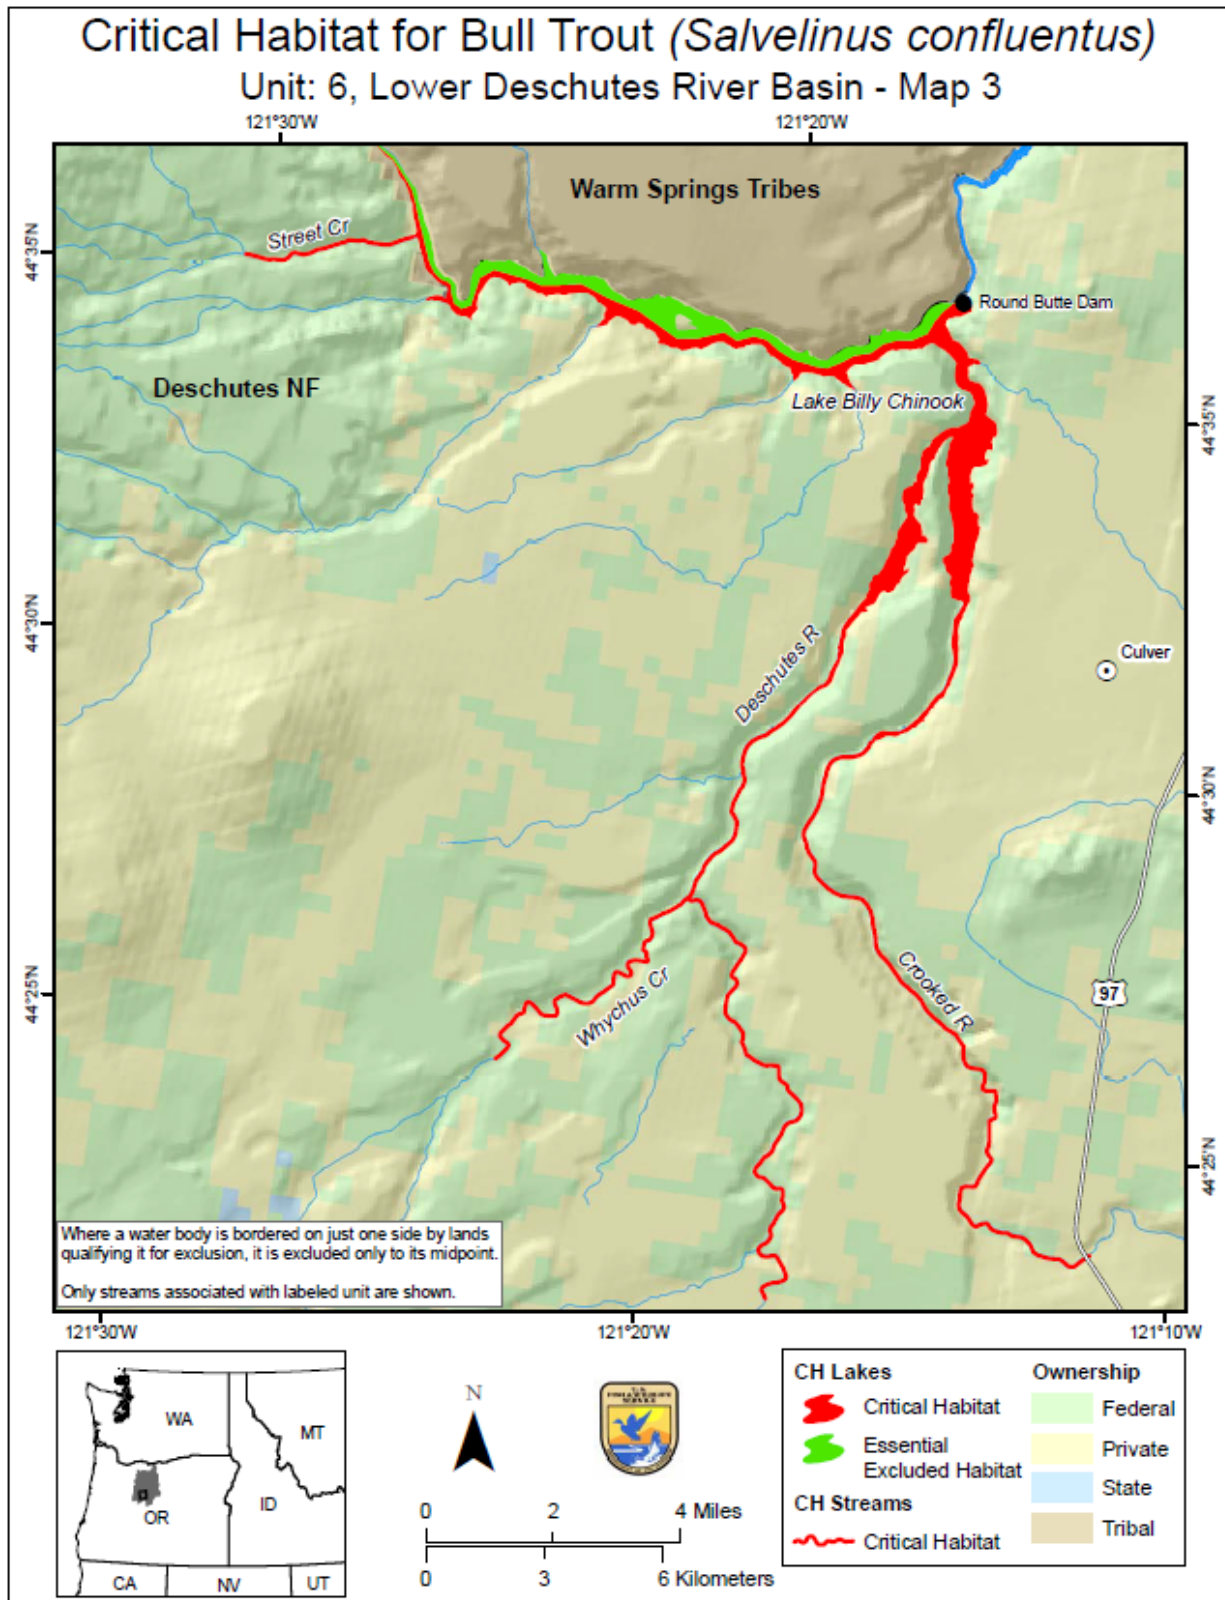 Critical Habitat for Bull Trout (Salvelinus confluentus)
Unit: 6, Lower Deschutes River Basin - Map 3
121°30'W
121°20'W
Warm Springs Tribes
Street Cr
44°35'N
Round Butte Dam
Deschutes NF
Lake Billy Chinook
44°35'N
44°30'N
Deschutes R
Culver
44°30'N
Crooked R
Whychus Cr
97
44°25'N
44°25'N
Where a water body is bordered on just one side by lands
qualifying it for exclusion, it is excluded only to its midpoint.
Only streams associated with labeled unit are shown.
121°30'W
121°20'W
121°10'W
WA
MT
OR
ID
CA
NV
UT
N
U.S.
FISH & WILDLIFE
SERVICE
0
2
4 Miles
0
3
6 Kilometers
CH Lakes
Critical Habitat
Essential
Excluded Habitat
CH Streams
Critical Habitat
Ownership
Federal
Private
State
Tribal